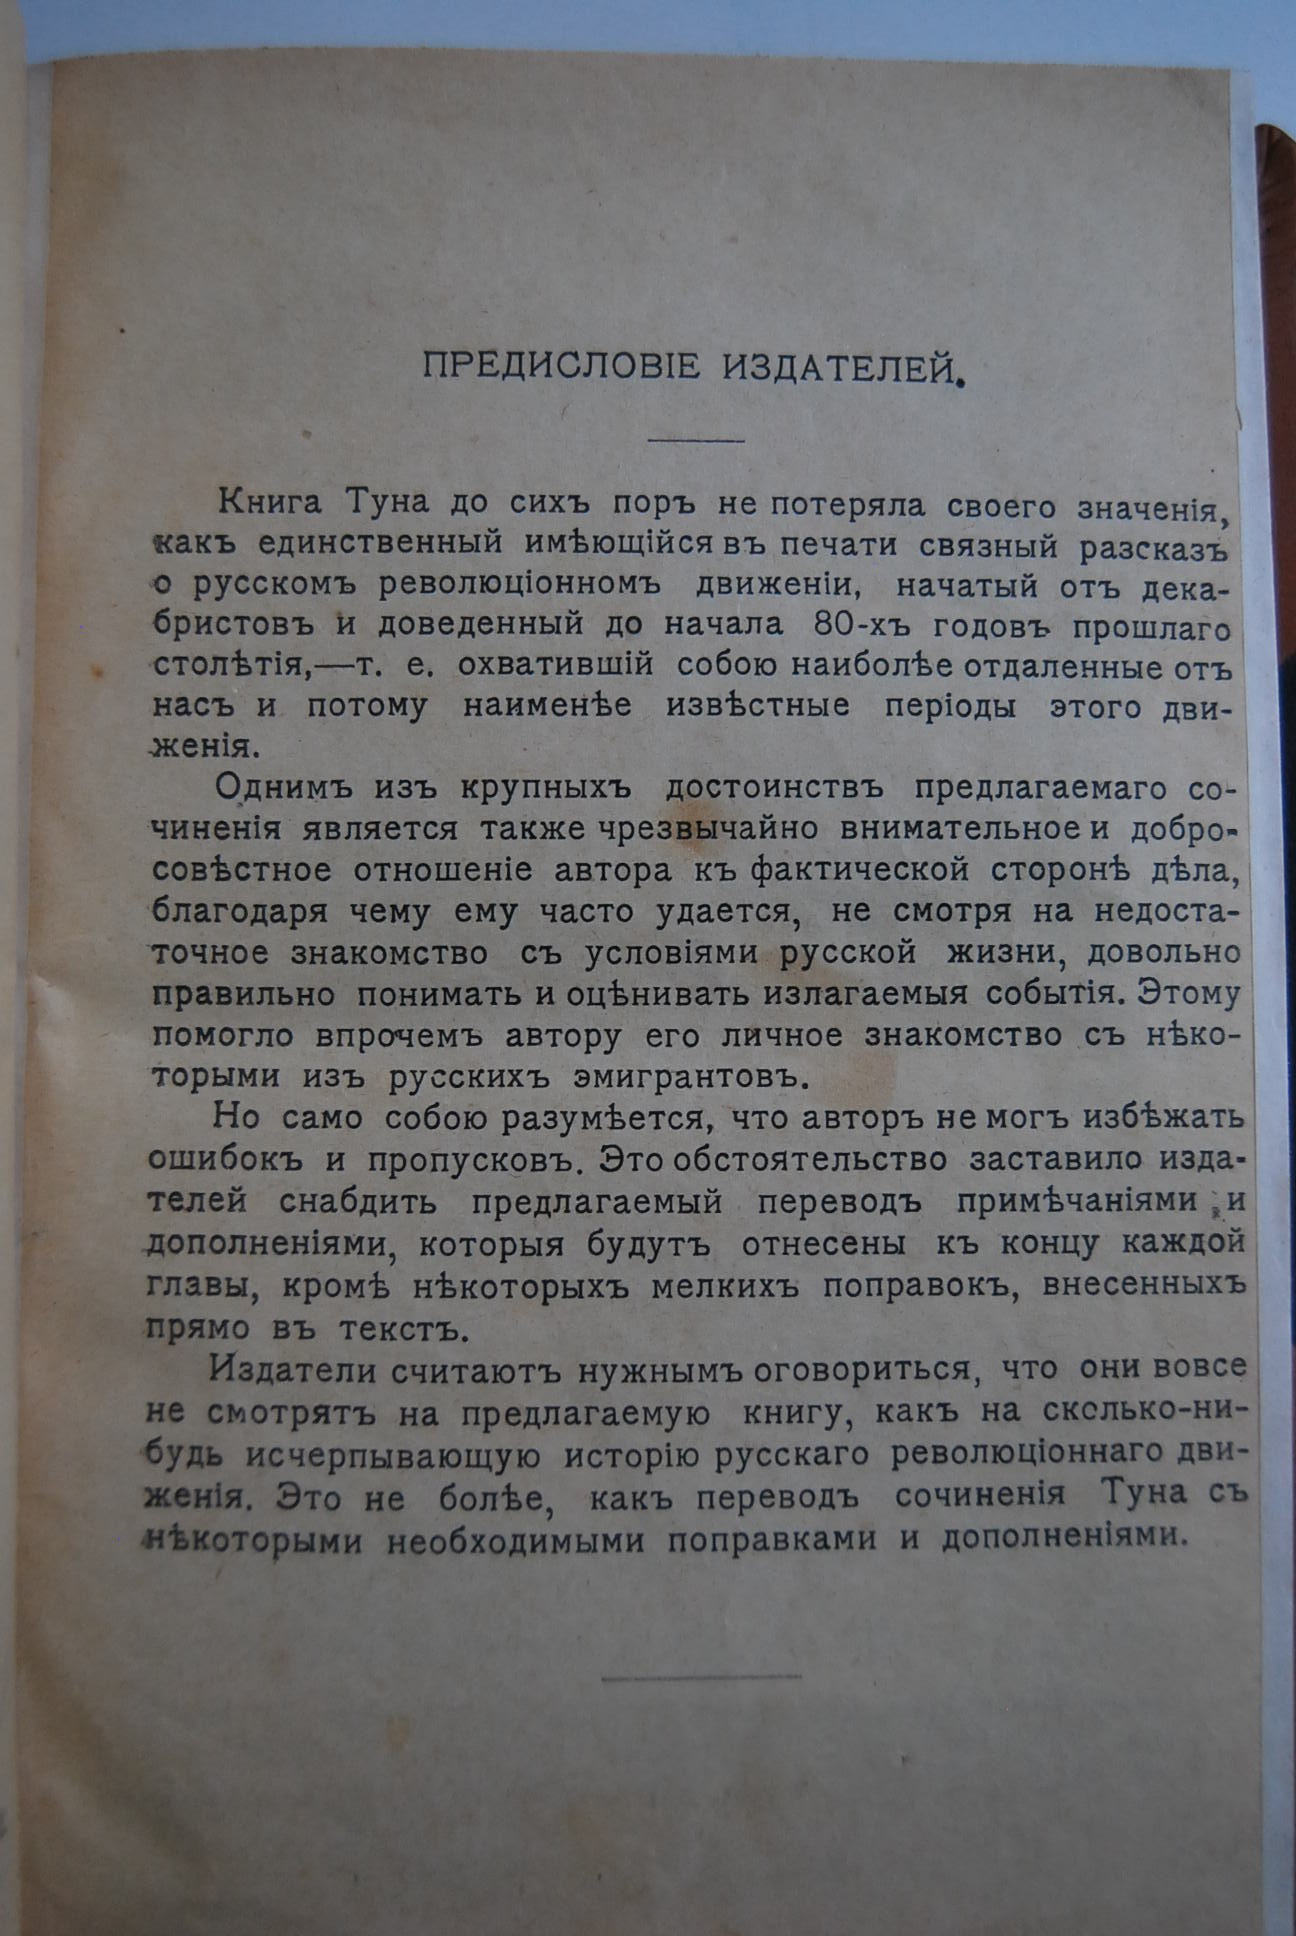 ПРЕДИСЛОВІЕ ИЗДАТЕЛЕЙ.
Книга Туна до сихъ поръ не потеряла своего значенія,
какъ единственный имѣющійся въ печати связный разсказъ
о русскомъ революціонномъ движеніи, начатый отъ дека-
бристовъ и доведенный до начала 80-хъ годовъ прошлаго
столѣтія,—т. е. охватившій собою наиболѣе отдаленные отъ
насъ и потому наименѣе извѣстные періоды этого дви-
женія.
Однимъ изъ крупныхъ достоинствъ предлагаемаго со-
чиненія является также чрезвычайно внимательное и добро-
совѣстное отношеніе автора къ фактической сторонѣ дѣла,
благодаря чему ему часто удается, не смотря на недоста-
точное знакомство съ условіями русской жизни, довольно
правильно понимать и оцѣнивать излагаемыя событія. Этому
помогло впрочемъ автору его личное знакомство съ нѣко-
торыми изъ русскихъ эмигрантовъ.
Но само собою разумѣется, что авторъ не могъ избѣжать
ошибокъ и пропусковъ. Это обстоятельство заставило изда-
телей снабдить предлагаемый переводъ примѣчаніями и
дополненіями, которыя будутъ отнесены къ концу каждой
главы, кромѣ нѣкоторыхъ мелкихъ поправокъ, внесенныхъ
прямо въ текстъ.
Издатели считаютъ нужнымъ оговориться, что они вовсе
не смотрятъ на предлагаемую книгу, какъ на сколько-ни-
будь исчерпывающую исторію русскаго революціоннаго дви-
женія. Это не болѣе, какъ переводъ сочиненія Туна съ
нѣкоторыми необходимыми поправками и дополненіями.